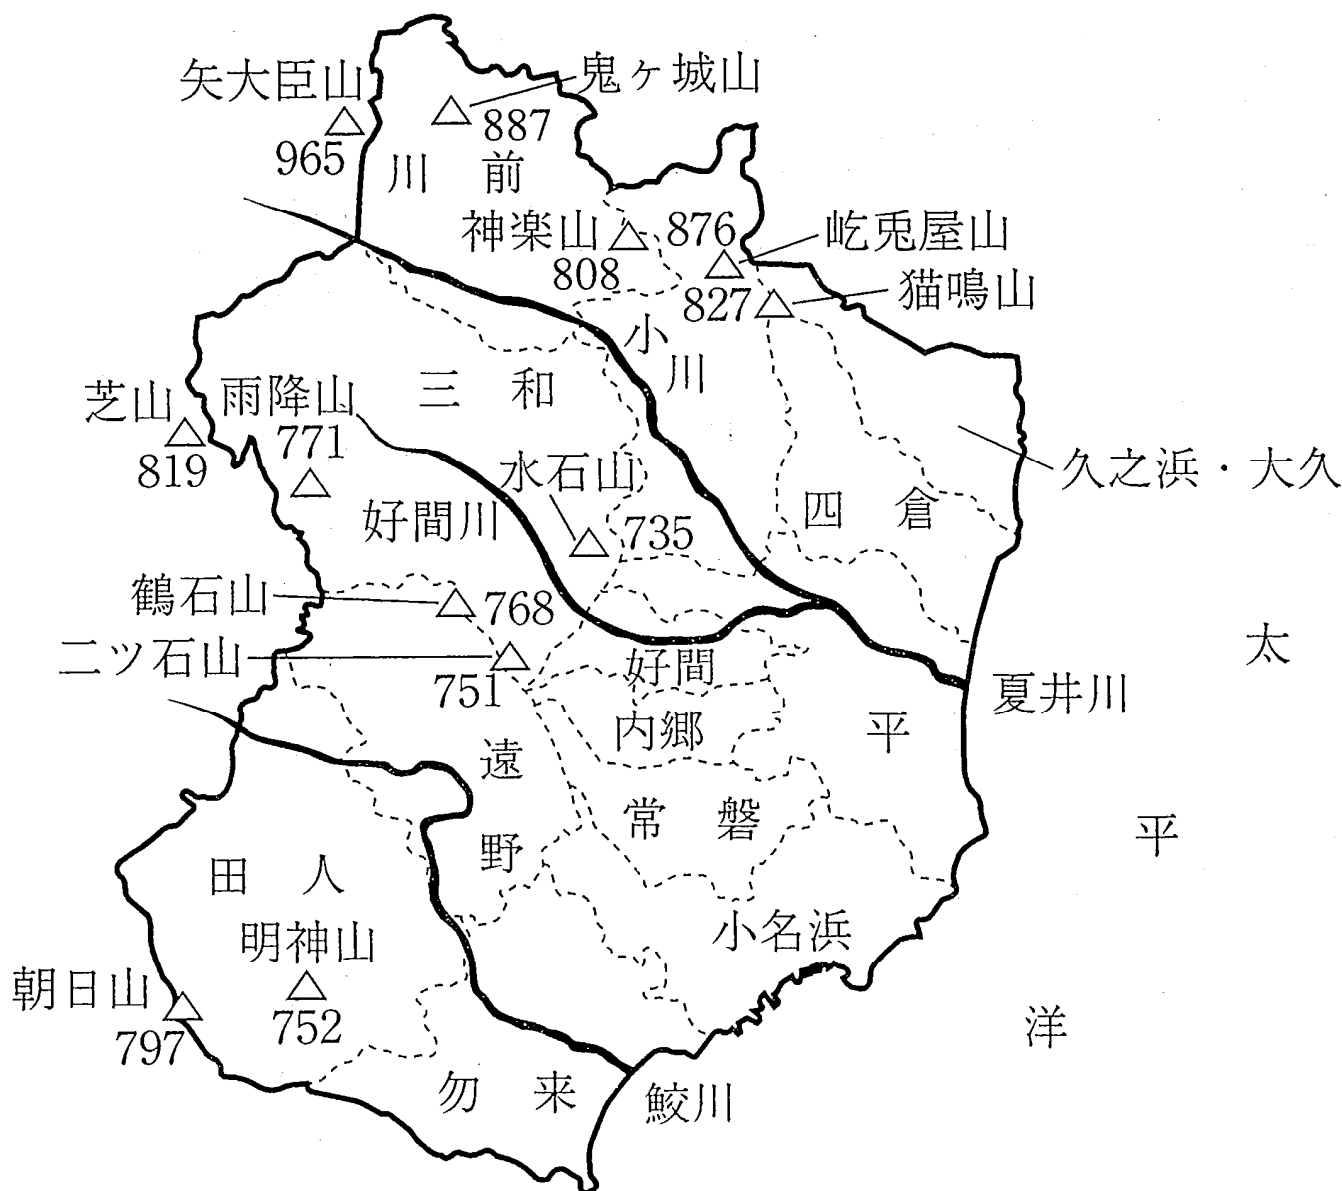 矢大臣山
965
鬼ヶ城山
887
川前
神楽山
808
876
屹兎屋山
827
猫鳴山
小川
三和
芝山
819
雨降山
771
水石山
735
好間川
四倉
久之浜・大久
鶴石山
768
二ツ石山
751
好間
内郷
平
夏井川
遠野
常磐
田人
明神山
752
朝日山
797
小名浜
勿来
鮫川
太平洋